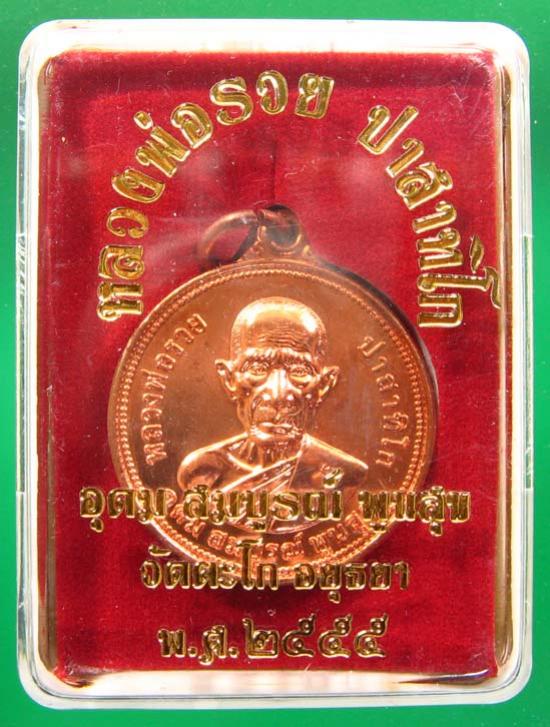 หลวงพ่อรวย ปาสาทิโก
หลวงพ่อรวย ปาสาทิโก
อุดม สมบูรณ์ พูนสุข
วัดตะโก อยุธยา
พ.ศ.๒๕๕๕